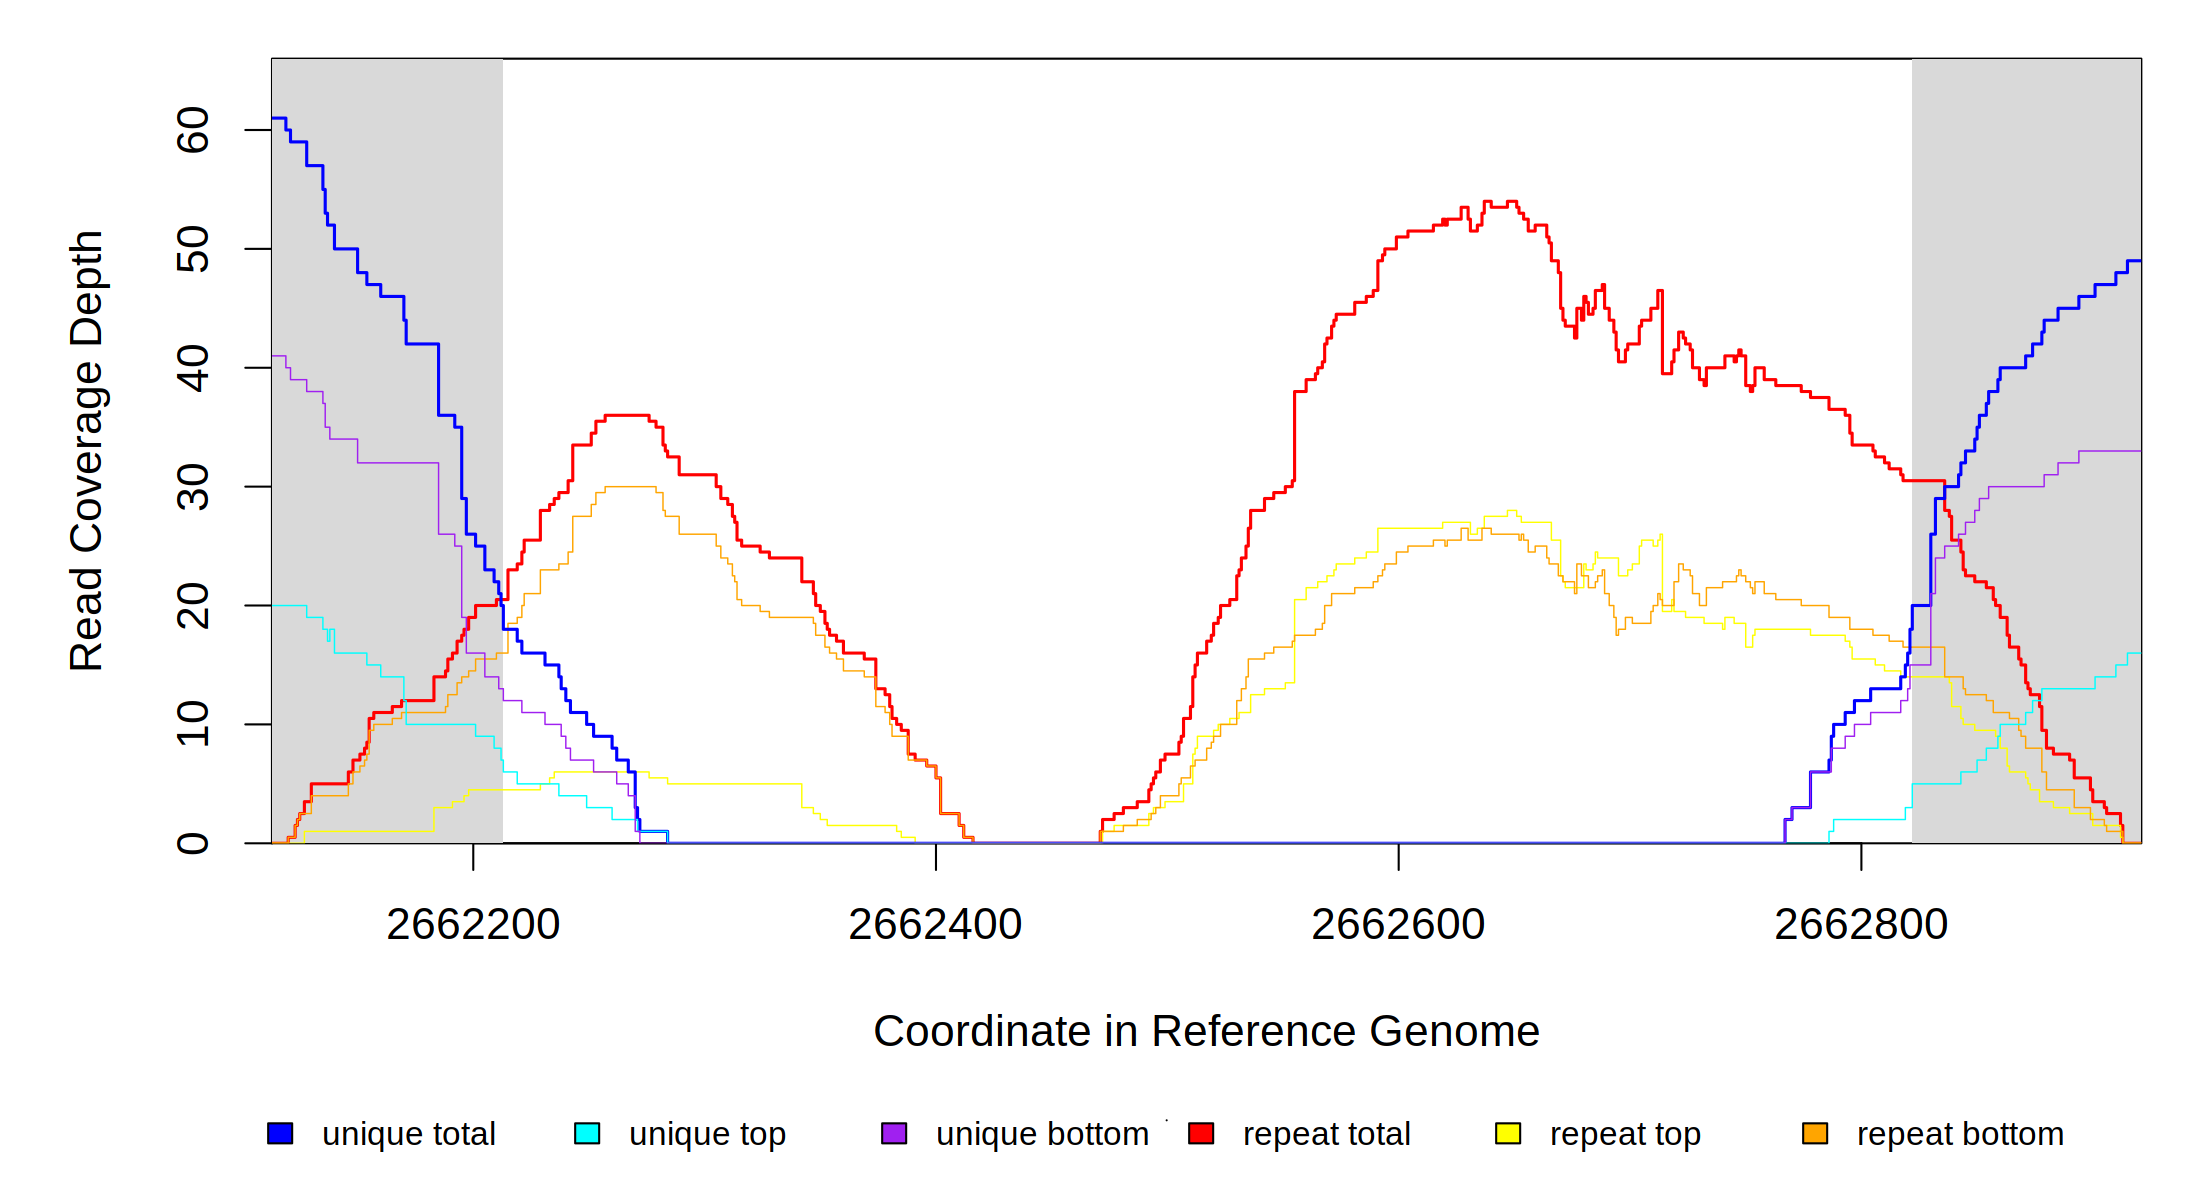 Read Coverage Depth
60
50
40
30
20
10
0
2662200 2662400 2662600 2662800
Coordinate in Reference Genome
unique total unique top unique bottom repeat total repeat top repeat bottom